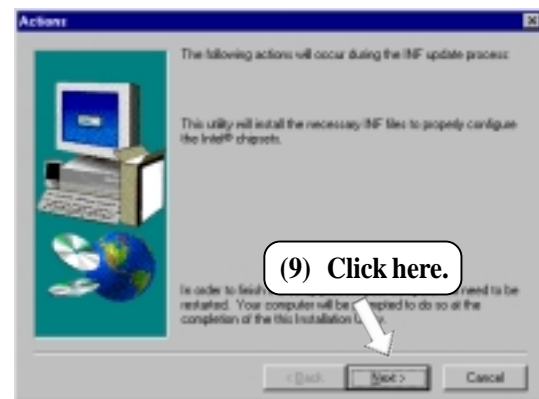 Actions
The following actions will occur during the INF update process:
This utility will install the necessary INF files to properly configure
the Intel® chipsets.
(9) Click here.
In order to finish need to be
restarted. Your computer will be prompted to do so at the
completion of the this Installation
< Back
Next >
Cancel